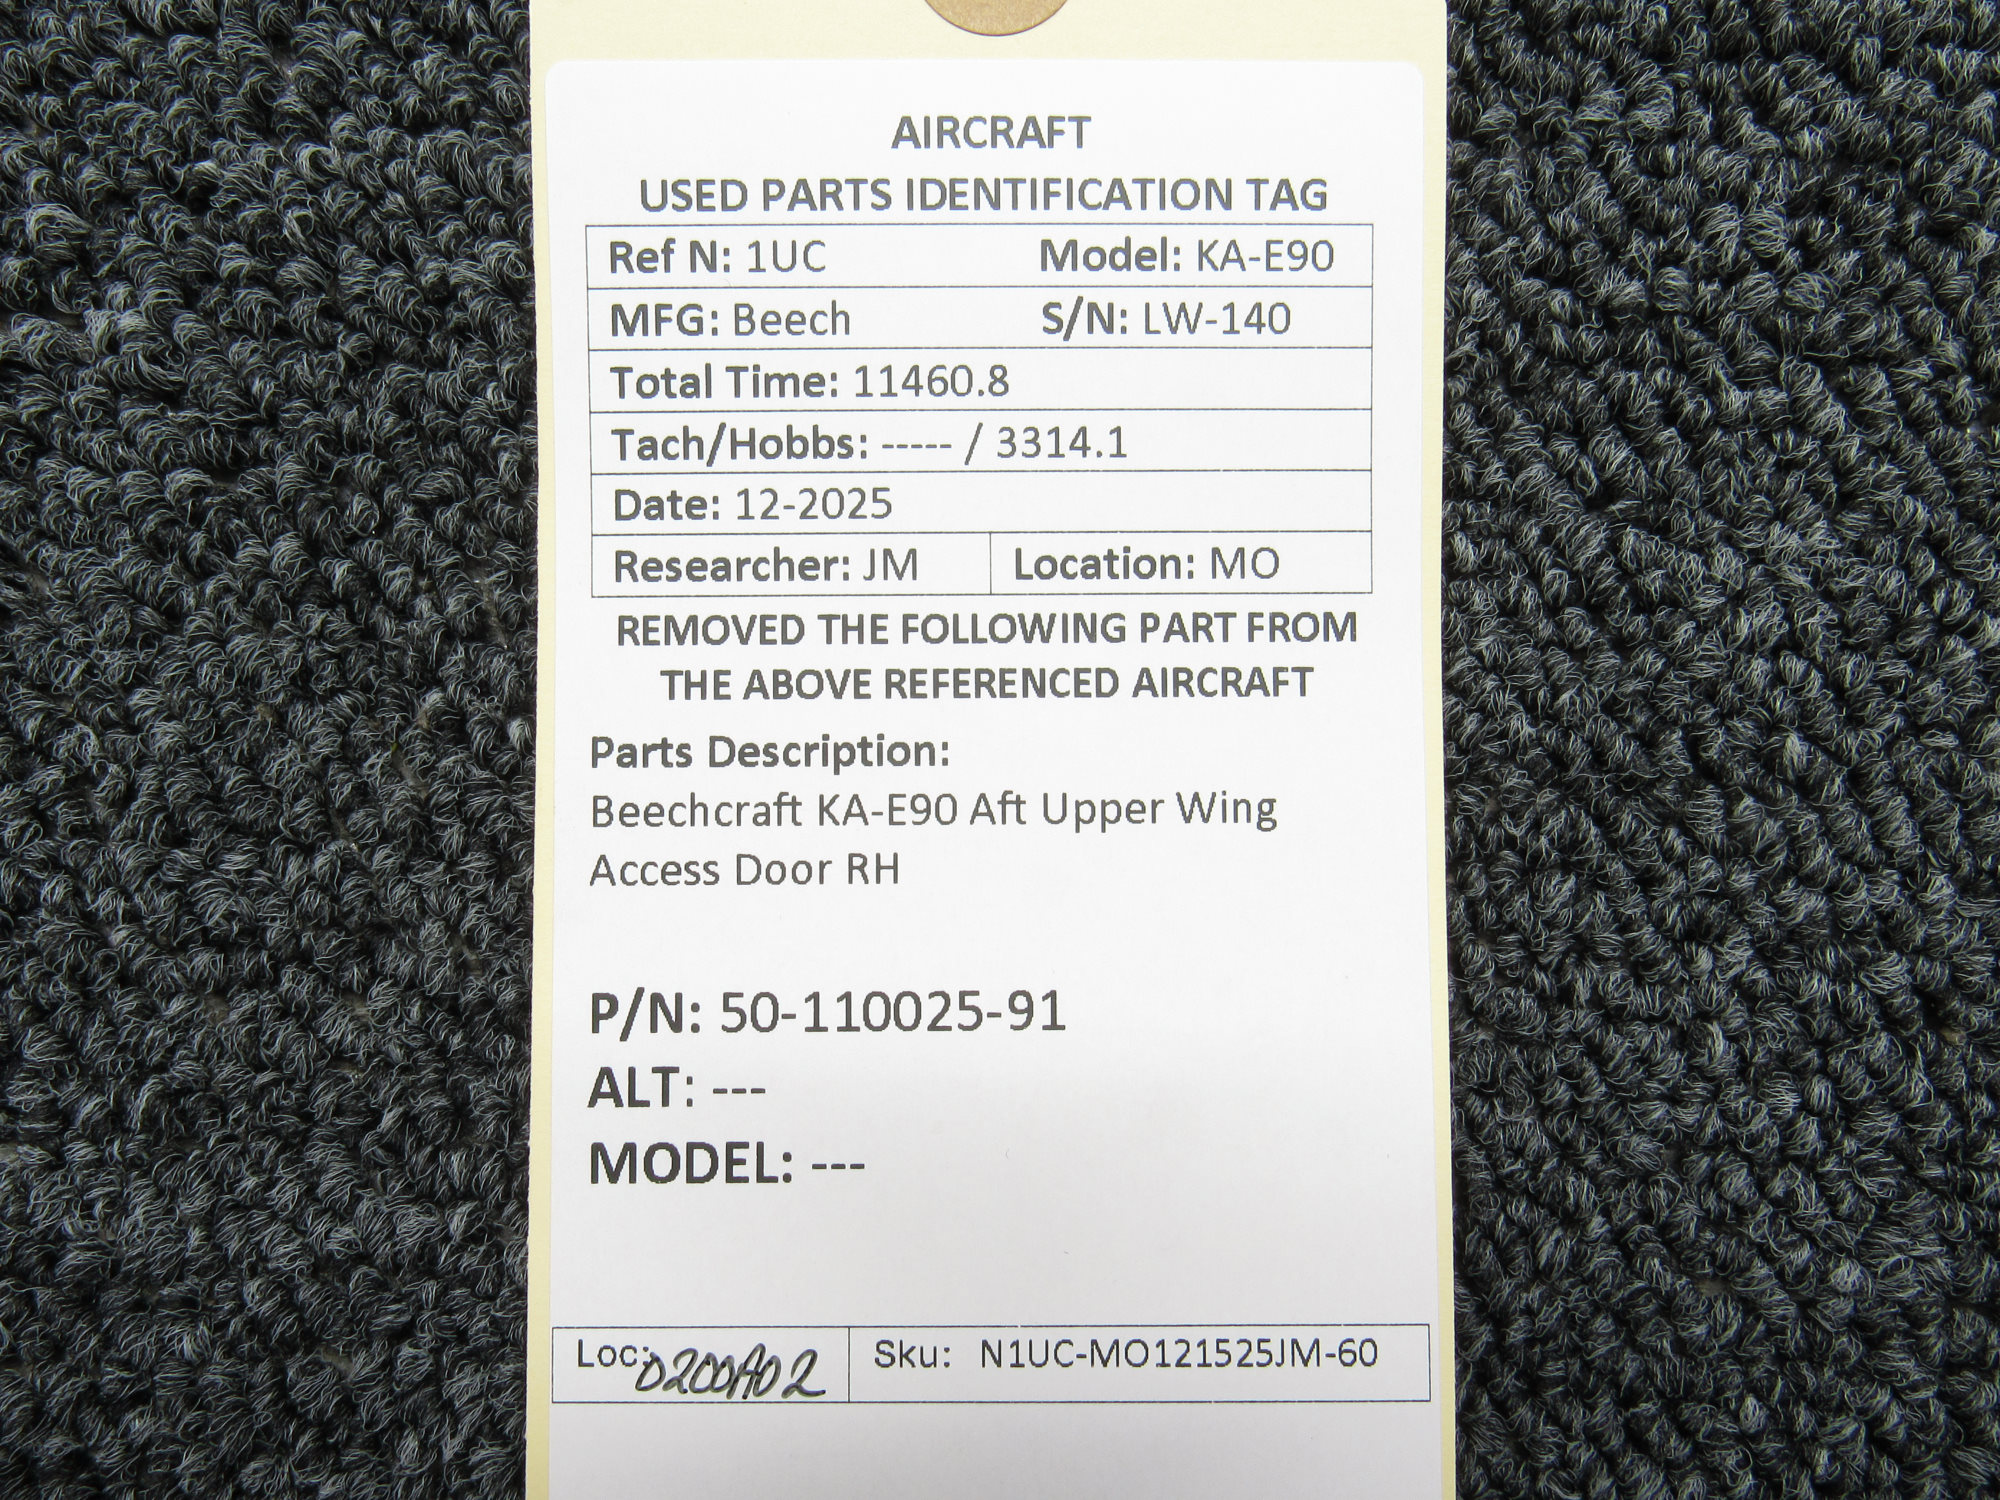 AIRCRAFT
USED PARTS IDENTIFICATION TAG
Ref N: 1UC Model: KA-E90
MFG: Beech S/N: LW-140
Total Time: 11460.8
Tach/Hobbs: ----- / 3314.1
Date: 12-2025
Researcher: JM Location: MO
REMOVED THE FOLLOWING PART FROM
THE ABOVE REFERENCED AIRCRAFT
Parts Description:
Beechcraft KA-E90 Aft Upper Wing
Access Door RH
P/N: 50-110025-91
ALT: ---
MODEL: ---
Loc: 0200A02 Sku: N1UC-MO121525JM-60